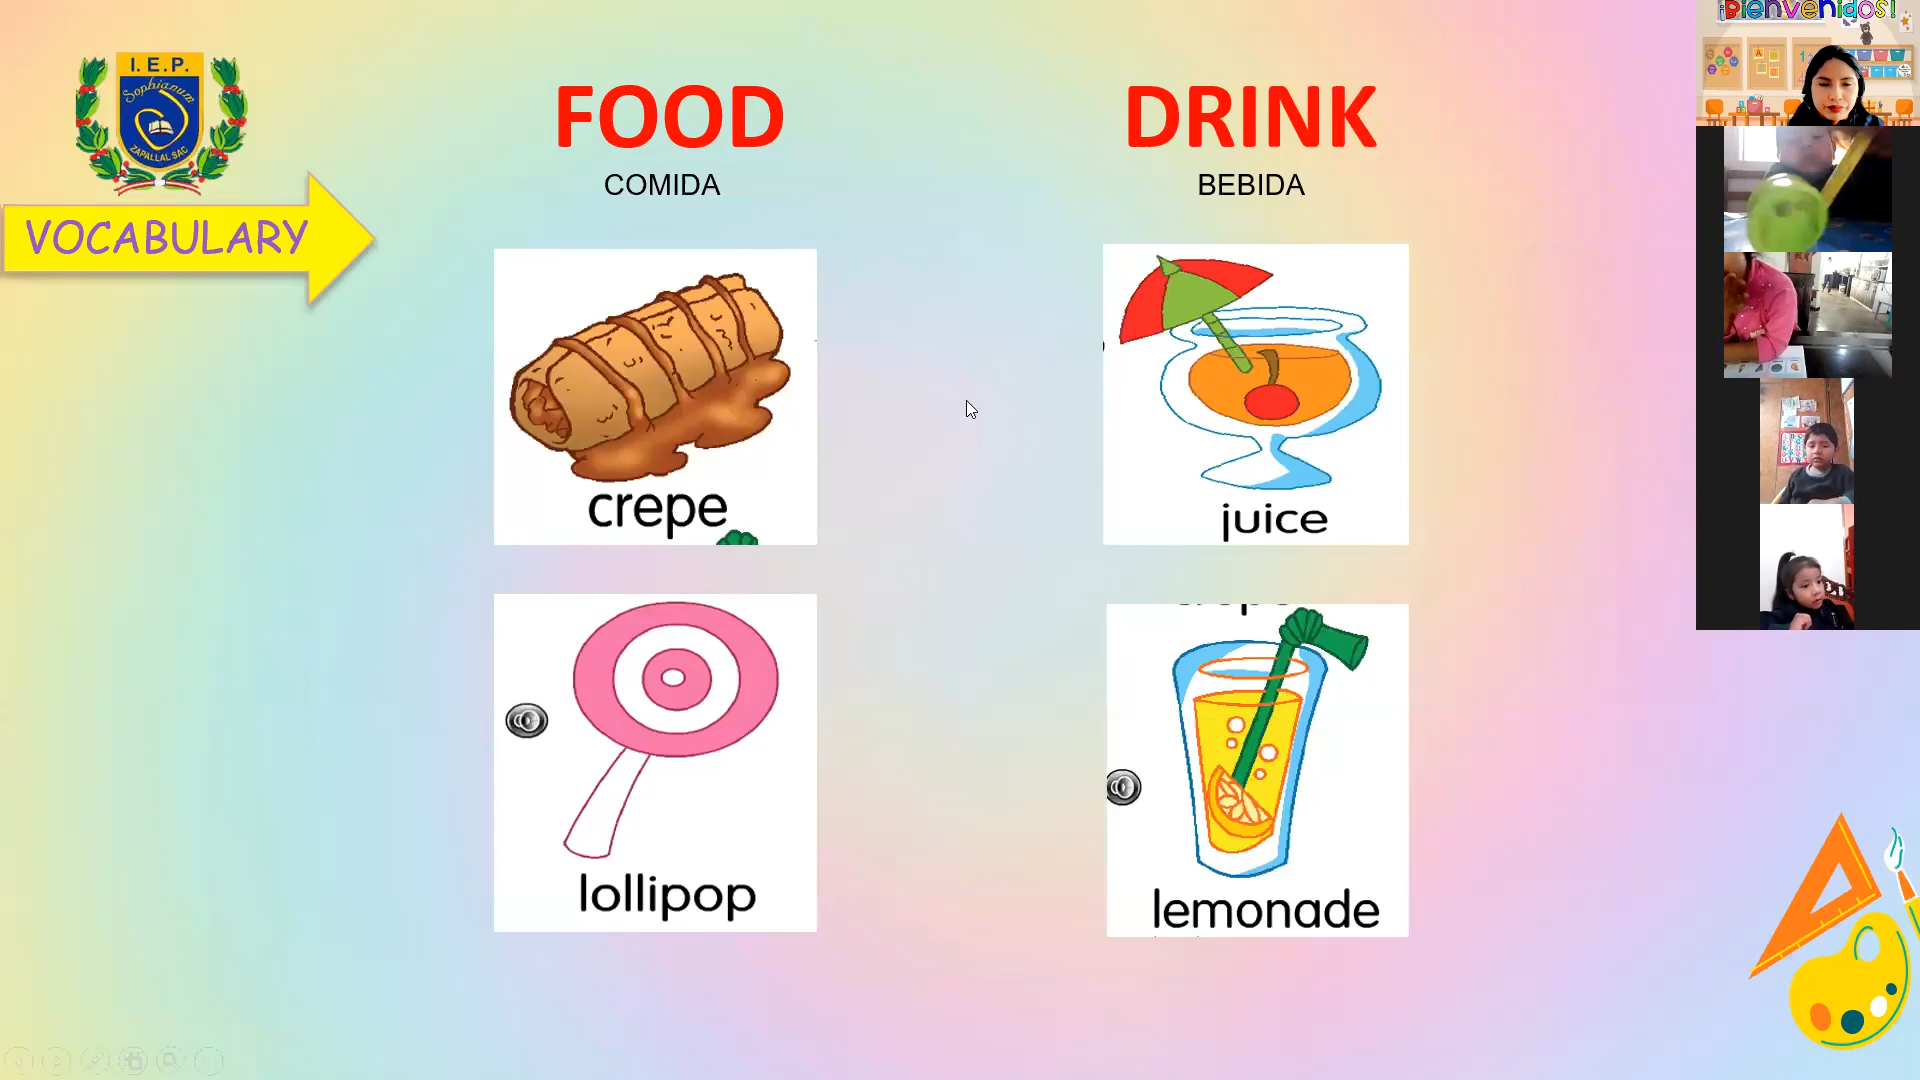 ¡Bienvenidos!
I.E.P.
Sophianum
ZAPALLAL SAC
VOCABULARY
FOOD
COMIDA
DRINK
BEBIDA
crepe
juice
lollipop
lemonade